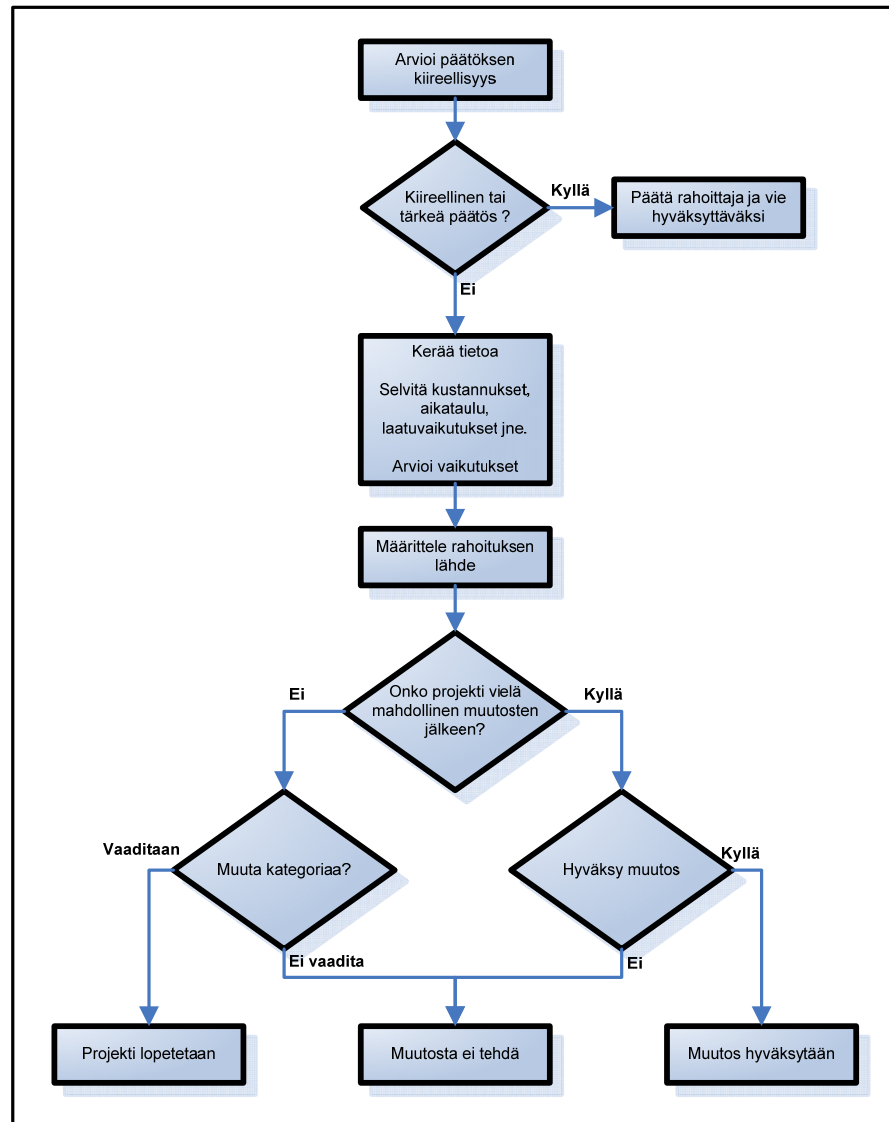 Arvioi päätöksen
kiireellisyys
Kiireellinen tai
tärkeä päätös ?
Kyllä
Päätä rahoittaja ja vie
hyväksyttäväksi
Ei
Kerää tietoa
Selvitä kustannukset,
aikataulu,
laatuvaikutukset jne.
Arvioi vaikutukset
Määrittele rahoituksen
lähde
Onko projekti vielä
mahdollinen muutosten
jälkeen?
Ei
Kyllä
Muuta kategoriaa?
Vaaditaan
Ei vaadita
Hyväksy muutos
Kyllä
Ei
Projekti lopetetaan
Muutosta ei tehdä
Muutos hyväksytään